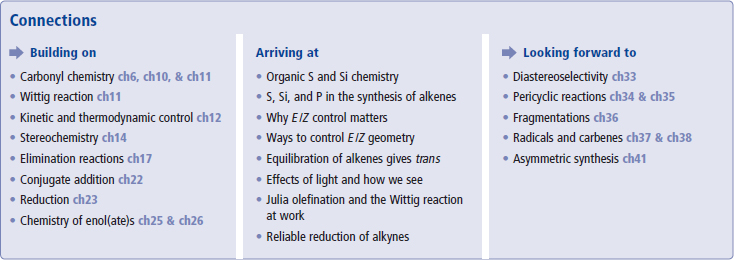 Connections
Building on
• Carbonyl chemistry ch6, ch10, & ch11
• Wittig reaction ch11
• Kinetic and thermodynamic control ch12
• Stereochemistry ch14
• Elimination reactions ch17
• Conjugate addition ch22
• Reduction ch23
• Chemistry of enol(ate)s ch25 & ch26
Arriving at
• Organic S and Si chemistry
• S, Si, and P in the synthesis of alkenes
• Why E/Z control matters
• Ways to control E/Z geometry
• Equilibration of alkenes gives trans
• Effects of light and how we see
• Julia olefination and the Wittig reaction
at work
• Reliable reduction of alkynes
Looking forward to
• Diastereoselectivity ch33
• Pericyclic reactions ch34 & ch35
• Fragmentations ch36
• Radicals and carbenes ch37 & ch38
• Asymmetric synthesis ch41